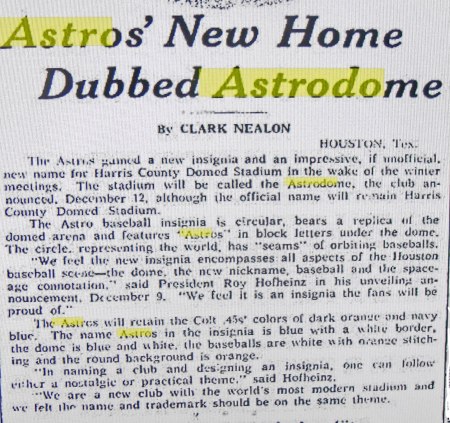 Astros' New Home
Dubbed Astrodome
By CLARK NEALON
HOUSTON, Tex.
The Astros gained a new insignia and an impressive, if unofficial,
new name for Harris County Domed Stadium in the wake of the winter
meetings. The stadium will be called the Astrodome, the club an-
nounced, December 12, although the official name will remain Harris
County Domed Stadium.
The Astro baseball insignia is circular, bears a replica of the
domed arena and features "Astros" in block letters under the dome.
The circle, representing the world, has "seams" of orbiting baseballs.
"We feel the new insignia encompasses all aspects of the Houston
baseball scene—the dome, the new nickname, baseball and the space-
age connotation," said President Roy Hofheinz in his unveiling an-
nouncement, December 9. "We feel it is an insignia the fans will be
proud of."
The Astros will retain the Colt .45s' colors of dark orange and navy
blue. The name Astros in the insignia is blue with a white border,
the dome is blue and white, the baseballs are white with orange stitch-
ing and the round background is orange.
"In naming a club and designing an insignia, one can follow
either a nostalgic or practical theme," said Hofheinz.
"We are a new club with the world's most modern stadium and
we felt the name and trademark should be on the same theme.